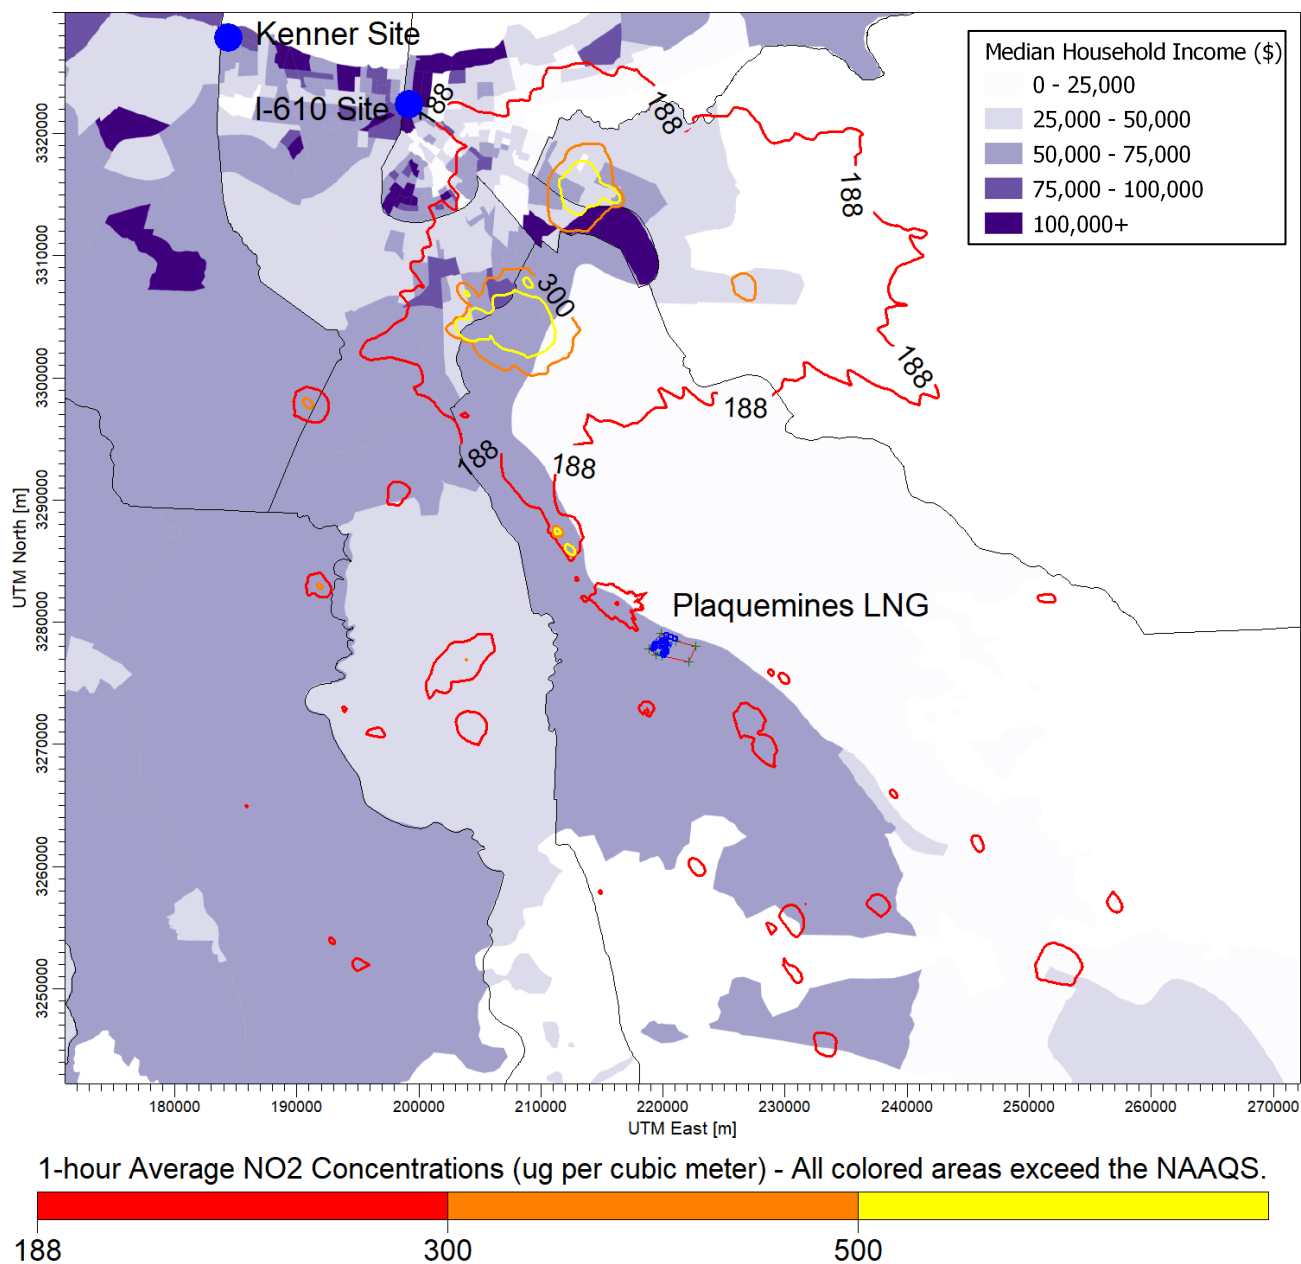 Kenner Site
I-610 Site
188
188
188
188
188
188
188
300
Plaquemines LNG
Median Household Income ($)
0 - 25,000
25,000 - 50,000
50,000 - 75,000
75,000 - 100,000
100,000+
UTM North [m]
3320000
3310000
3300000
3290000
3280000
3270000
3260000
3250000
180000 190000 200000 210000 220000 230000 240000 250000 260000 270000
UTM East [m]
1-hour Average NO2 Concentrations (ug per cubic meter) - All colored areas exceed the NAAQS.
188 300 500